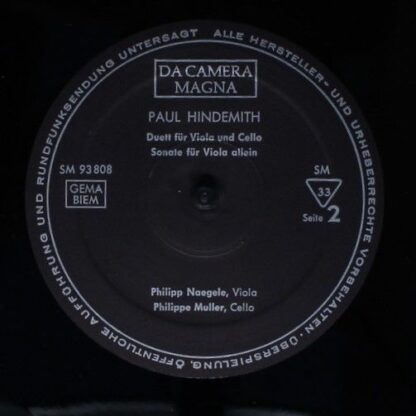 DA CAMERA
MAGNA
PAUL HINDEMITH
Duett für Viola und Cello
Sonate für Viola allein
SM 93 808
GEMA
BIEM
SM
33
Seite 2
Philipp Naegele, Viola
Philippe Muller, Cello
ALLE HERSTELLER- UND URHEBERRECHTE VORBEHALTEN · ÜBERSPIELUNG, ÖFFENTLICHE AUFFÜHRUNG UND RUNDFUNKSENDUNG UNTERSAGT